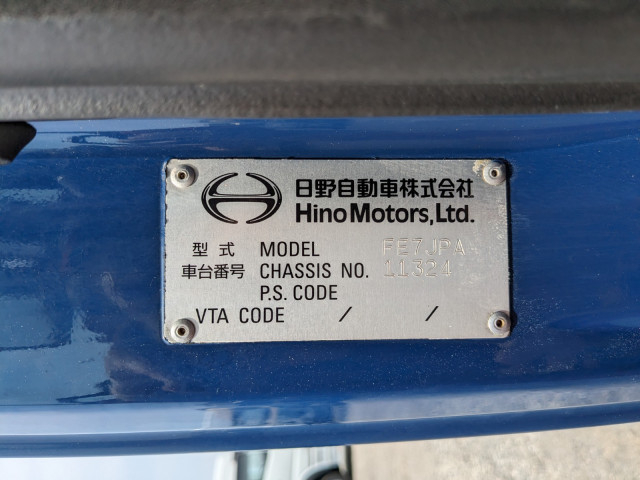 日野自動車株式会社
Hino Motors, Ltd.
型式 MODEL FE7JPA
車台番号 CHASSIS NO. 11324
P.S. CODE
VTA CODE / /